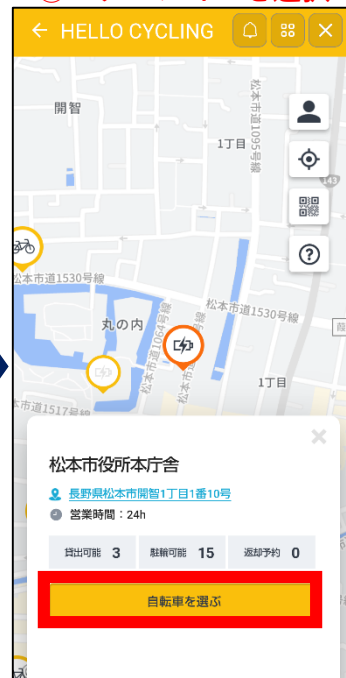 を選択
HELLO CYCLING
開智
松本市道1095号線
1丁目
143
松本市道1530号線
松本市道1530号線
丸の内
松本市道1064号線
1丁目
松本市道1517号線
松本市役所本庁舎
長野県松本市開智1丁目1番10号
営業時間：24h
貸出可能 3 駐輪可能 15 返却予約 0
自転車を選ぶ